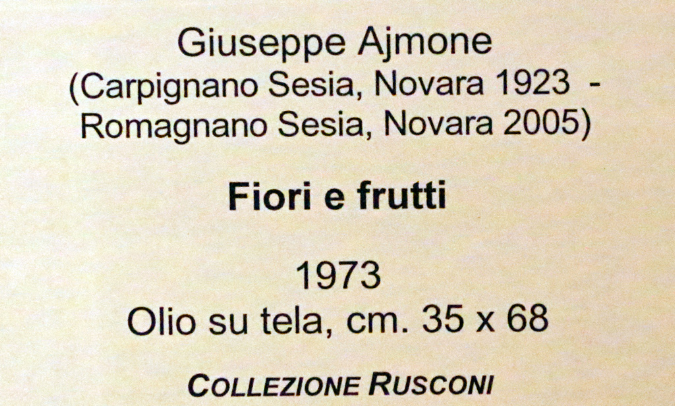 Giuseppe Ajmone
(Carpignano Sesia, Novara 1923 -
Romagnano Sesia, Novara 2005)
Fiori e frutti
1973
Olio su tela, cm. 35 x 68
COLLEZIONE RUSCONI